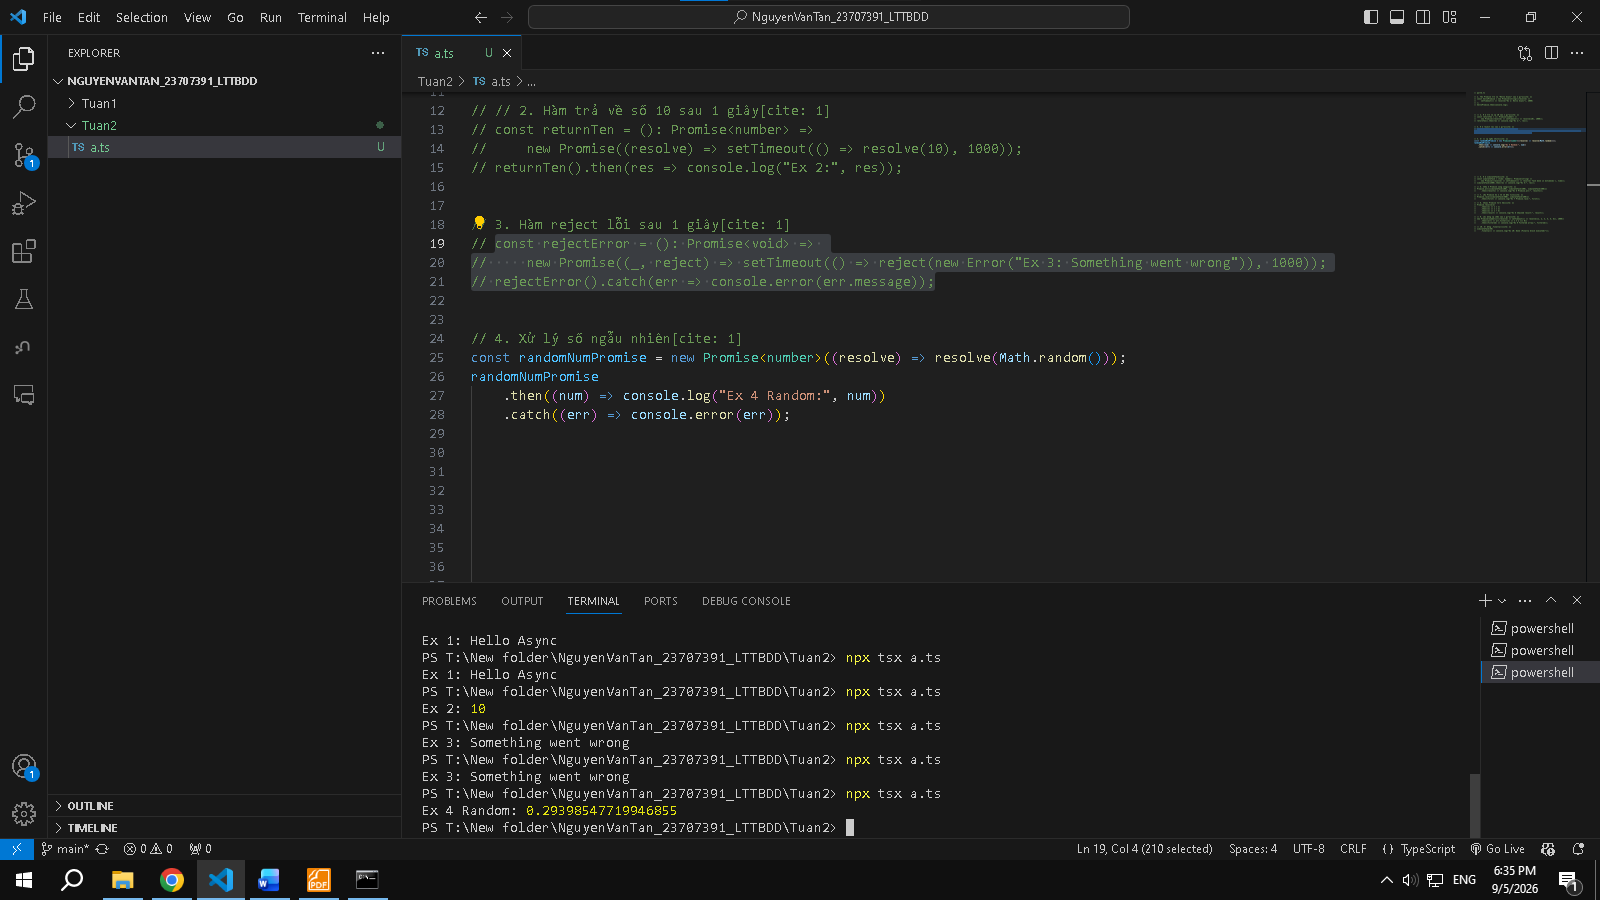 File Edit Selection View Go Run Terminal Help
NguyenVanTan_23707391_LTTBDD
EXPLORER
NGUYENVANTAN_23707391_LTTBDD
Tuan1
Tuan2
TS a.ts U
OUTLINE
TIMELINE
TS a.ts U
Tuan2 > TS a.ts > ...
11
12 // // 2. Hàm trả về số 10 sau 1 giây[cite: 1]
13 // const returnTen = (): Promise<number> =>
14 //     new Promise((resolve) => setTimeout(() => resolve(10), 1000));
15 // returnTen().then(res => console.log("Ex 2:", res));
16
17
18 // 3. Hàm reject lỗi sau 1 giây[cite: 1]
19 // const rejectError = (): Promise<void> =>
20 //     new Promise((_, reject) => setTimeout(() => reject(new Error("Ex 3: Something went wrong")), 1000));
21 // rejectError().catch(err => console.error(err.message));
22
23
24 // 4. Xử lý số ngẫu nhiên[cite: 1]
25 const randomNumPromise = new Promise<number>((resolve) => resolve(Math.random()));
26 randomNumPromise
27     .then((num) => console.log("Ex 4 Random:", num))
28     .catch((err) => console.error(err));
29
30
31
32
33
34
35
36
PROBLEMS OUTPUT TERMINAL PORTS DEBUG CONSOLE
Ex 1: Hello Async
PS T:\New folder\NguyenVanTan_23707391_LTTBDD\Tuan2> npx tsx a.ts
Ex 1: Hello Async
PS T:\New folder\NguyenVanTan_23707391_LTTBDD\Tuan2> npx tsx a.ts
Ex 2: 10
PS T:\New folder\NguyenVanTan_23707391_LTTBDD\Tuan2> npx tsx a.ts
Ex 3: Something went wrong
PS T:\New folder\NguyenVanTan_23707391_LTTBDD\Tuan2> npx tsx a.ts
Ex 3: Something went wrong
PS T:\New folder\NguyenVanTan_23707391_LTTBDD\Tuan2> npx tsx a.ts
Ex 4 Random: 0.29398547719946855
PS T:\New folder\NguyenVanTan_23707391_LTTBDD\Tuan2>
powershell
powershell
powershell
1
1
main* 0 0 0 Ln 19, Col 4 (210 selected) Spaces: 4 UTF-8 CRLF {} TypeScript Go Live
PDF
ENG
6:35 PM
9/5/2026
1